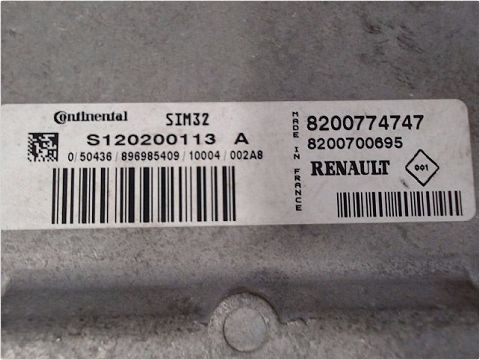 Continental SIM32
S120200113 A
0/50436/896985409/10004/002A8
MADE IN FRANCE
8200774747
8200700695
RENAULT 001